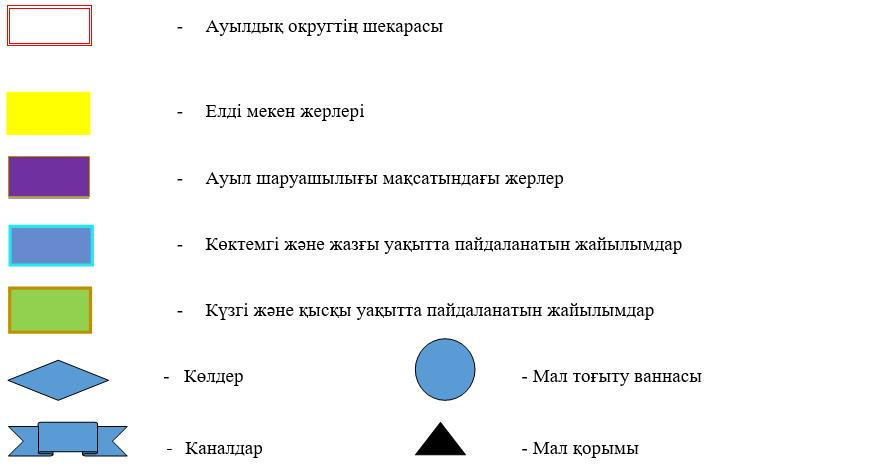 - Ауылдық округтің шекарасы
- Елді мекен жерлері
- Ауыл шаруашылығы мақсатындағы жерлер
- Көктемгі және жазғы уақытта пайдаланатын жайылымдар
- Күзгі және қысқы уақытта пайдаланатын жайылымдар
- Көлдер - Мал тоғыту ваннасы
- Каналдар - Мал қорымы